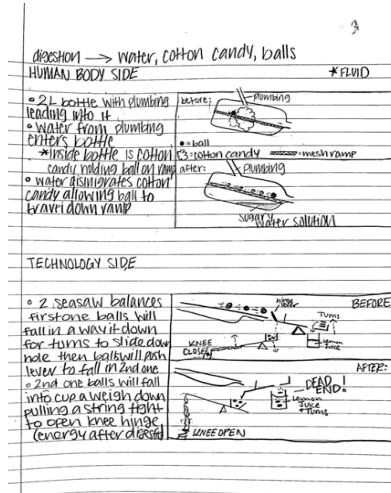 digestion → water, cotton candy, balls
HUMAN BODY SIDE
*FLUID
• 2L bottle with plumbing
leading into it
• water from plumbing
enters bottle
*inside bottle is cotton
candy holding ball on ramp
• water disinigrates cotton
candy allowing ball to
travel down ramp
before:
plumbing
= ball
= cotton candy
= mesh ramp
after:
plumbing
sugary water solution
TECHNOLOGY SIDE
• 2 seasaw balances
first one balls will
fall in a way it down
for tums to slide down
hole then balls will push
lever to fall in 2nd one
• 2nd one balls will fall
into cup a weigh down
pulling a string tight
to open knee hinge
(energy after digested)
BEFORE
Tums
lemon juice
KNEE
CLOSED
AFTER:
DEAD
END!
Lemon
Juice
+ Tums
KNEE OPEN